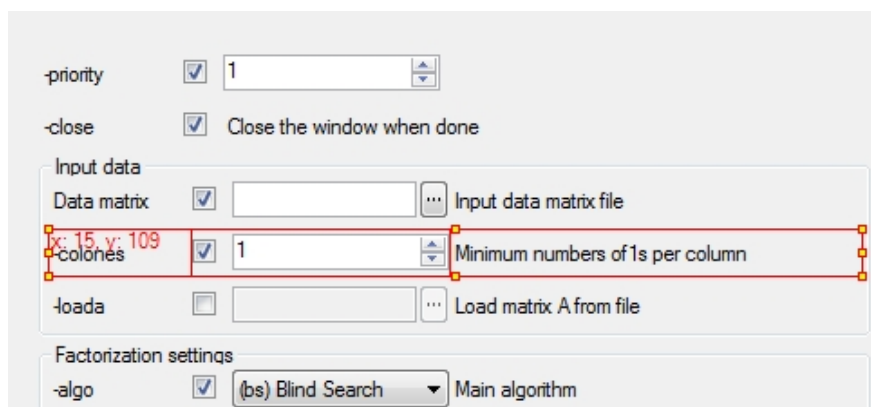 -priority 1
-close Close the window when done
Input data
Data matrix ... Input data matrix file
x: 15, y: 109
-colones 1 Minimum numbers of 1s per column
-loada ... Load matrix A from file
Factorization settings
-algo (bs) Blind Search Main algorithm